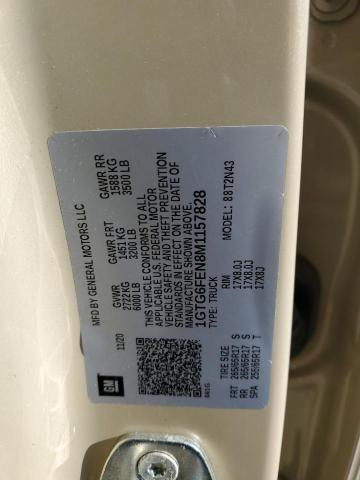 MFD BY GENERAL MOTORS LLC
GVWR GAWR FRT GAWR RR
2722 KG 1451 KG 1588 KG
6000 LB 3200 LB 3500 LB
THIS VEHICLE CONFORMS TO ALL
APPLICABLE U.S. FEDERAL MOTOR
VEHICLE SAFETY AND THEFT PREVENTION
STANDARDS IN EFFECT ON THE DATE OF
MANUFACTURE SHOWN ABOVE.
11/20
1GTG6FEN8M1157828
TYPE: TRUCK MODEL: 88T2N43
GM
TIRE SIZE RIM
FRT 265/65R17 S 17X8.0J
RR 265/65R17 S 17X8.0J
SPA 255/65R17 T 17X8J